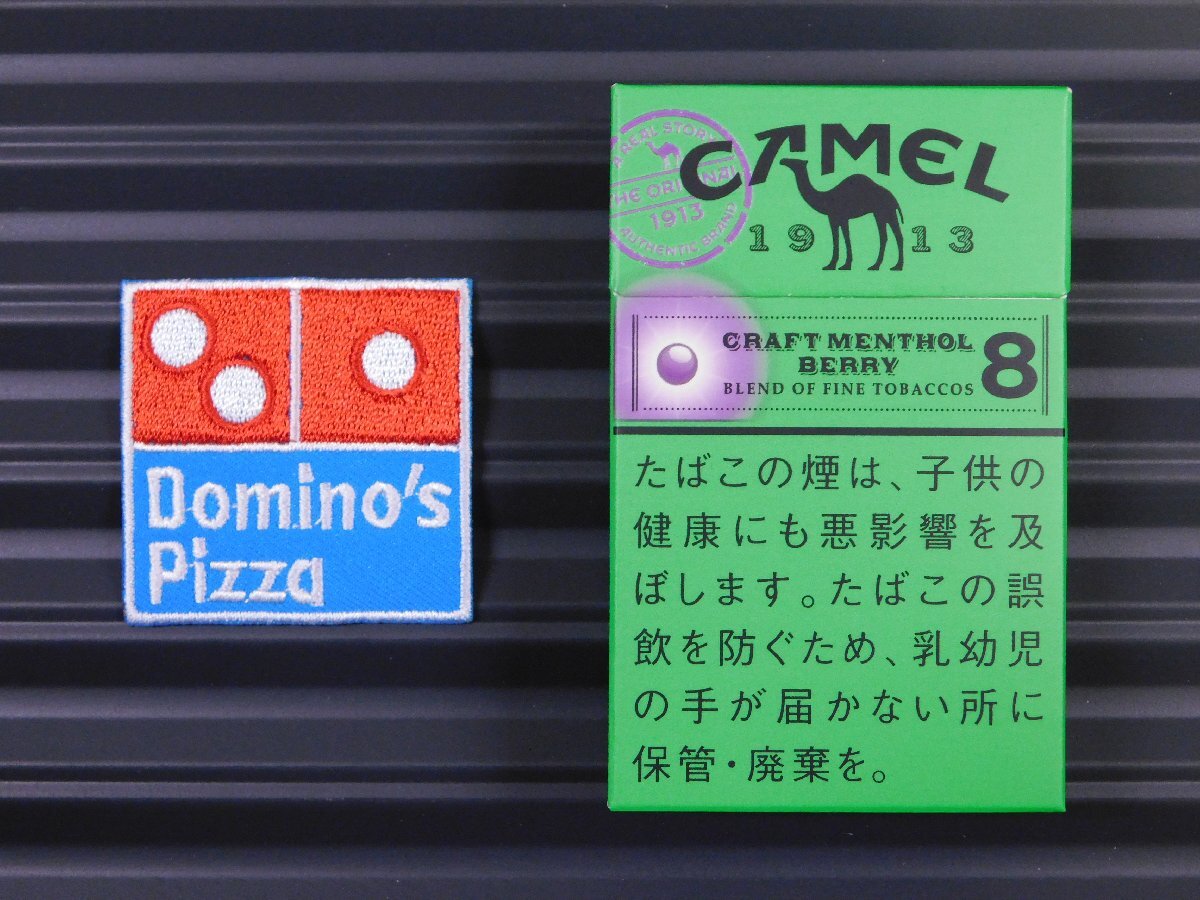 Domino's
Pizza
A REAL STORY
THE ORIGINAL
1913
AUTHENTIC BRAND
CAMEL
1913
CRAFT MENTHOL
BERRY
BLEND OF FINE TOBACCOS
8
たばこの煙は、子供の
健康にも悪影響を及
ぼします。たばこの誤
飲を防ぐため、乳幼児
の手が届かない所に
保管・廃棄を。